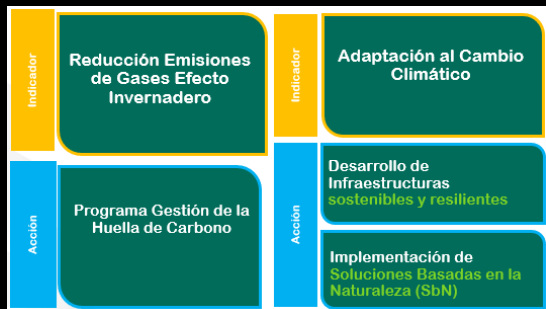 Indicador
Reducción Emisiones
de Gases Efecto
Invernadero
Acción
Programa Gestión de la
Huella de Carbono
Indicador
Adaptación al Cambio
Climático
Acción
Desarrollo de
Infraestructuras
sostenibles y resilientes
Implementación de
Soluciones Basadas en la
Naturaleza (SbN)